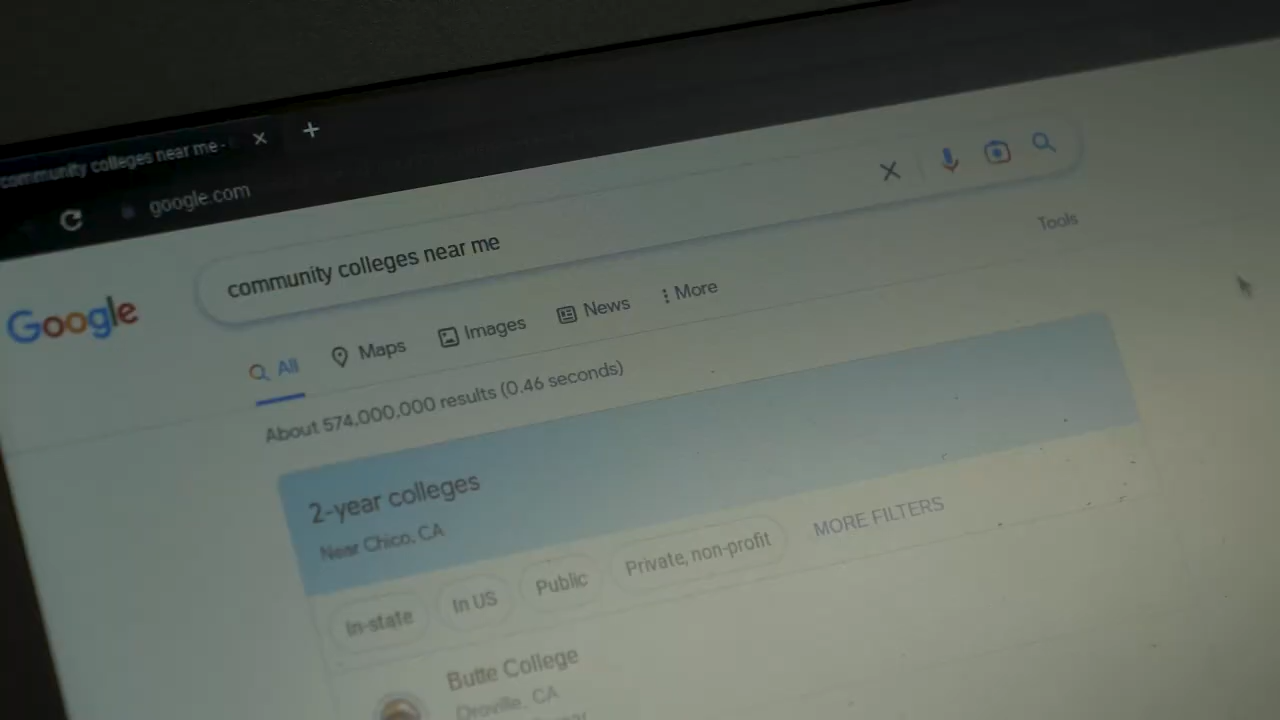 community colleges near me -
google.com
Google
community colleges near me
Tools
All
Maps
Images
News
More
About 574,000,000 results (0.46 seconds)
2-year colleges
Near Chico, CA
In-state
In US
Public
Private, non-profit
MORE FILTERS
Butte College
Oroville, CA